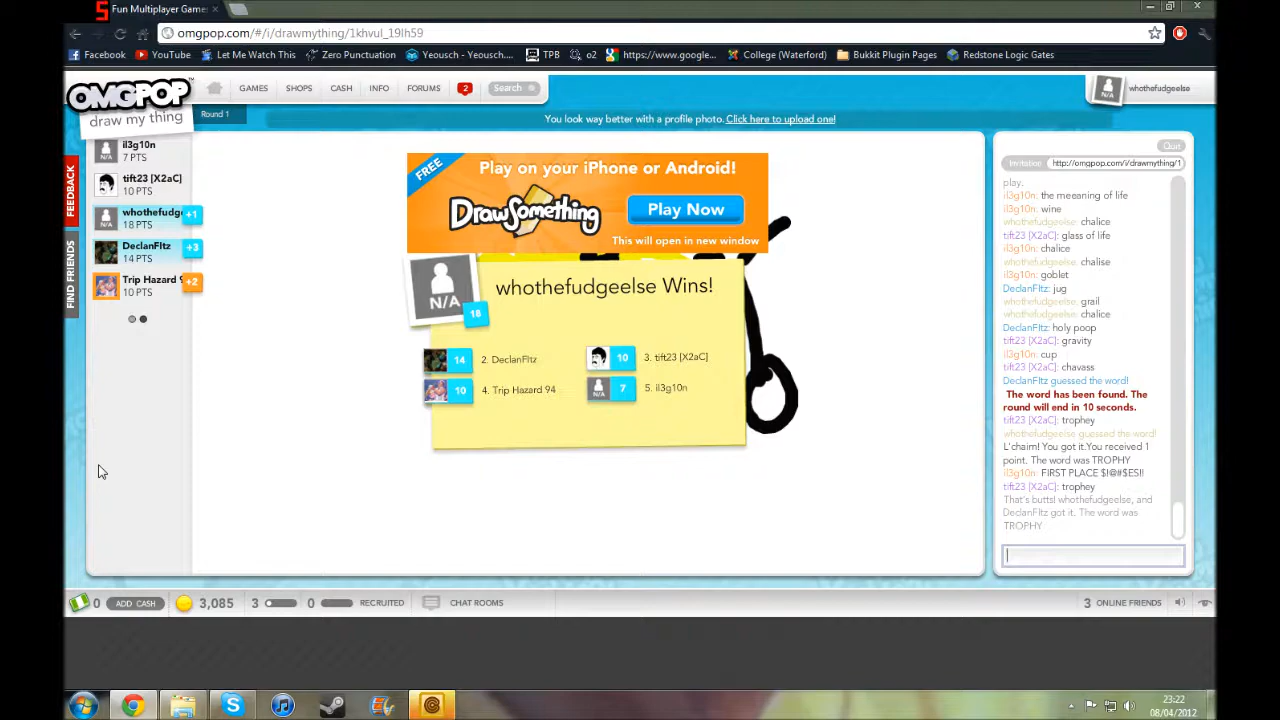 Fun Multiplayer Game
omgpop.com/#/i/drawmything/1khvul_19lh59
Facebook YouTube Let Me Watch This Zero Punctuation Yeousch - Yeousch.... TPB o2 https://www.google... College (Waterford) Bukkit Plugin Pages Redstone Logic Gates
OMGPOP GAMES SHOPS CASH INFO FORUMS 2 Search N/A whothefudgeelse
draw my thing Round 1
You look way better with a profile photo. Click here to upload one!
FEEDBACK
FIND FRIENDS
N/A il3g10n
7 PTS
tift23 [X2aC]
10 PTS
N/A whothefudg +1
18 PTS
DeclanFltz +3
14 PTS
Trip Hazard 9 +2
10 PTS
FREE Play on your iPhone or Android!
DrawSomething Play Now
This will open in new window
N/A 18 whothefudgeelse Wins!
14 2. DeclanFltz 10 3. tift23 [X2aC]
10 4. Trip Hazard 94 N/A 7 5. il3g10n
Quit
Invitation http://omgpop.com/i/drawmything/1
play.
il3g10n: the meeaning of life
il3g10n: wine
whothefudgeelse: chalice
tift23 [X2aC]: glass of life
il3g10n: chalice
whothefudgeelse: chalise
il3g10n: goblet
DeclanFltz: jug
whothefudgeelse: grail
whothefudgeelse: chalice
DeclanFltz: holy poop
tift23 [X2aC]: gravity
il3g10n: cup
tift23 [X2aC]: chavass
DeclanFltz guessed the word!
The word has been found. The
round will end in 10 seconds.
tift23 [X2aC]: trophey
whothefudgeelse guessed the word!
L'chaim! You got it.You received 1
point. The word was TROPHY
il3g10n: FIRST PLACE $!@#$ES!!
tift23 [X2aC]: trophey
That's butts! whothefudgeelse, and
DeclanFltz got it. The word was
TROPHY
0 ADD CASH 3,085 3 0 RECRUITED CHAT ROOMS 3 ONLINE FRIENDS
23:22
08/04/2012